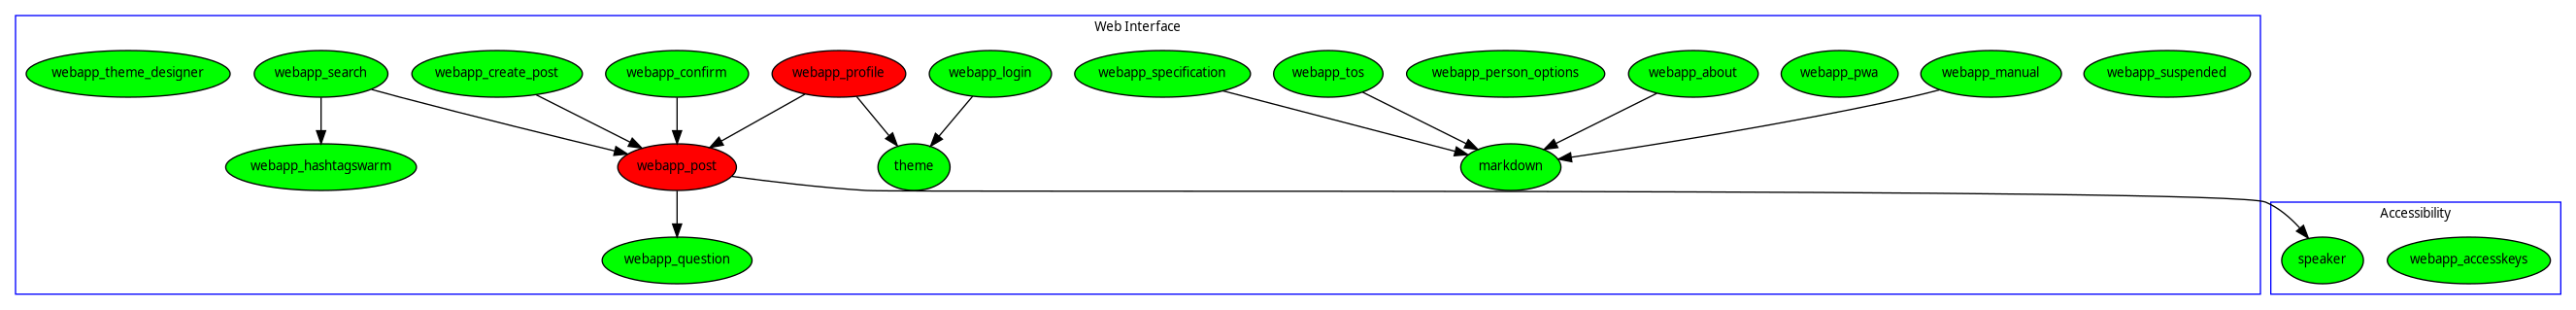 Web Interface
webapp_theme_designer
webapp_search
webapp_create_post
webapp_confirm
webapp_profile
webapp_login
webapp_specification
webapp_tos
webapp_person_options
webapp_about
webapp_pwa
webapp_manual
webapp_suspended
webapp_hashtagswarm
webapp_post
theme
markdown
webapp_question
Accessibility
speaker
webapp_accesskeys